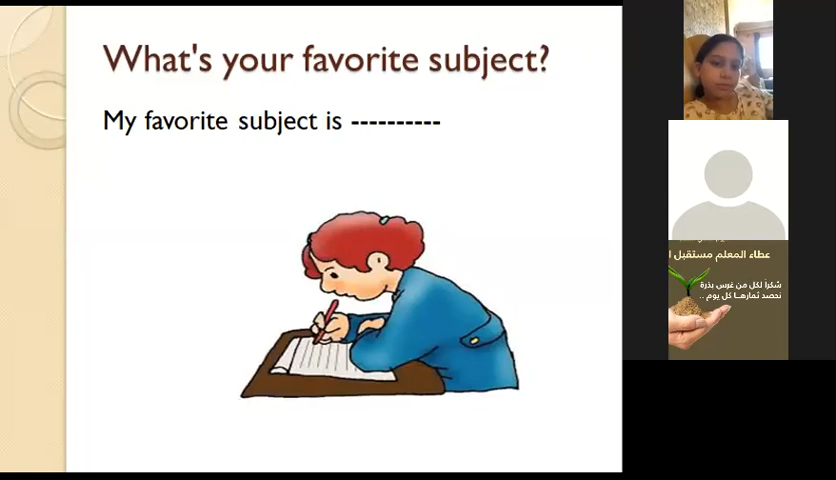 What's your favorite subject?
My favorite subject is ----------
عطاء المعلم مستقبل
شكراً لكل من غرس بذرة
نحصد ثمارها كل يوم ..